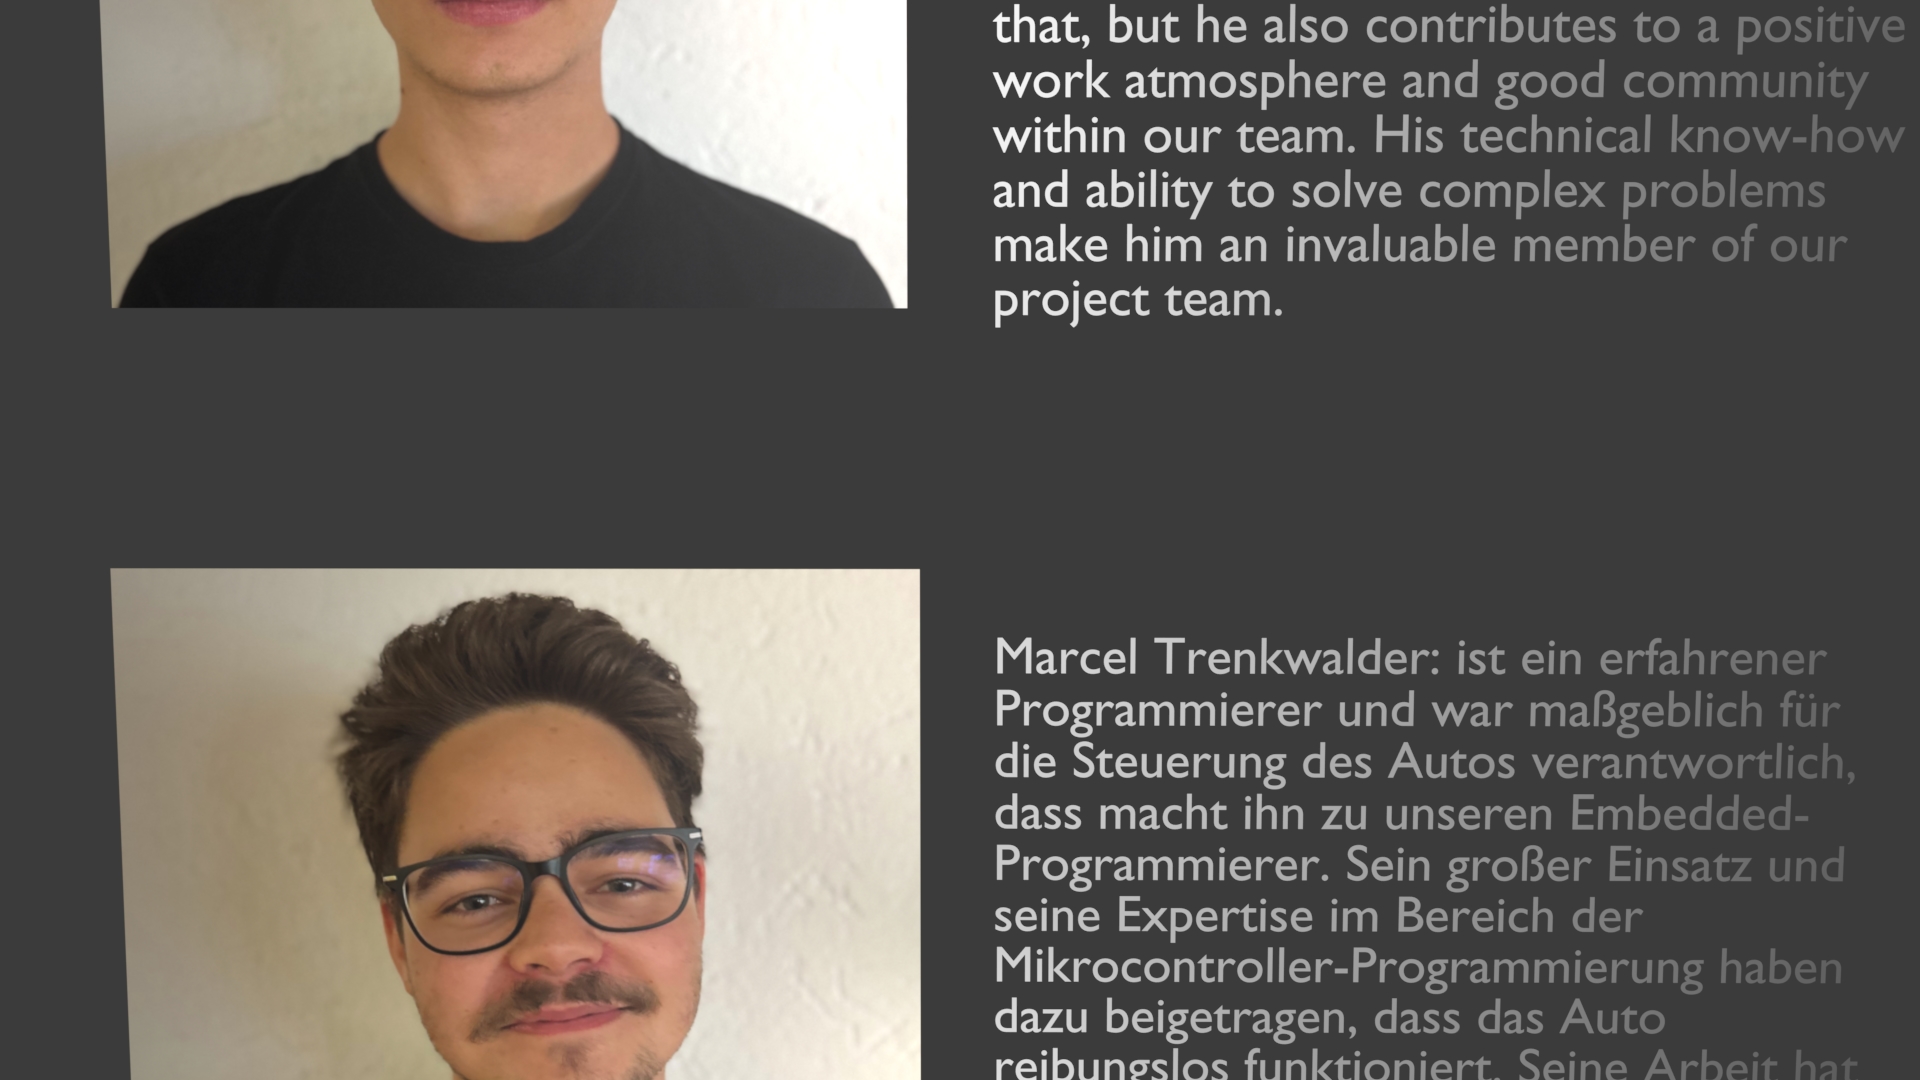 that, but he also contributes to a positive
work atmosphere and good community
within our team. His technical know-how
and ability to solve complex problems
make him an invaluable member of our
project team.
Marcel Trenkwalder: ist ein erfahrener
Programmierer und war maßgeblich für
die Steuerung des Autos verantwortlich,
dass macht ihn zu unseren Embedded-
Programmierer. Sein großer Einsatz und
seine Expertise im Bereich der
Mikrocontroller-Programmierung haben
dazu beigetragen, dass das Auto
reibungslos funktioniert. Seine Arbeit hat